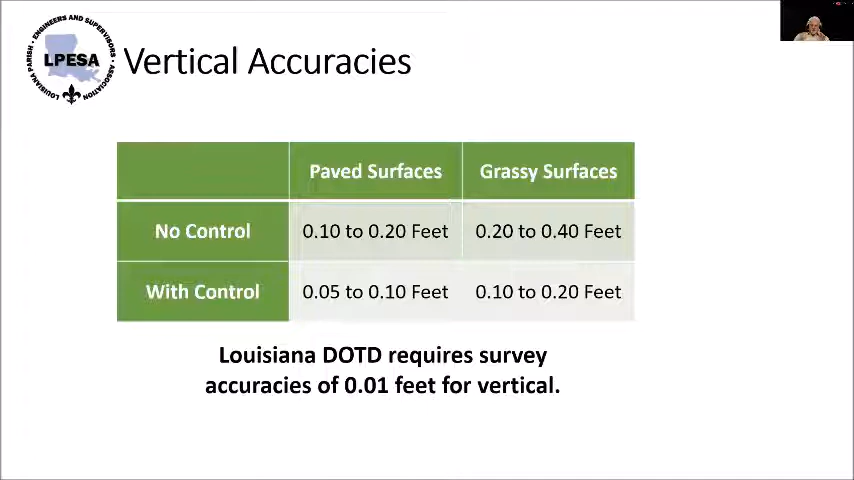 LOUISIANA PARISH • ENGINEERS AND SUPERVISORS • ASSOCIATION
LPESA
Vertical Accuracies
Paved Surfaces Grassy Surfaces
No Control 0.10 to 0.20 Feet 0.20 to 0.40 Feet
With Control 0.05 to 0.10 Feet 0.10 to 0.20 Feet
Louisiana DOTD requires survey
accuracies of 0.01 feet for vertical.